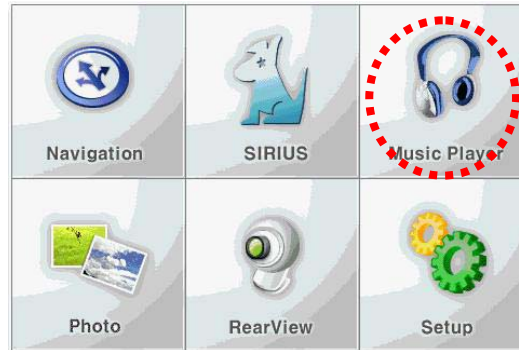 Navigation
SIRIUS
Music Player
Photo
RearView
Setup